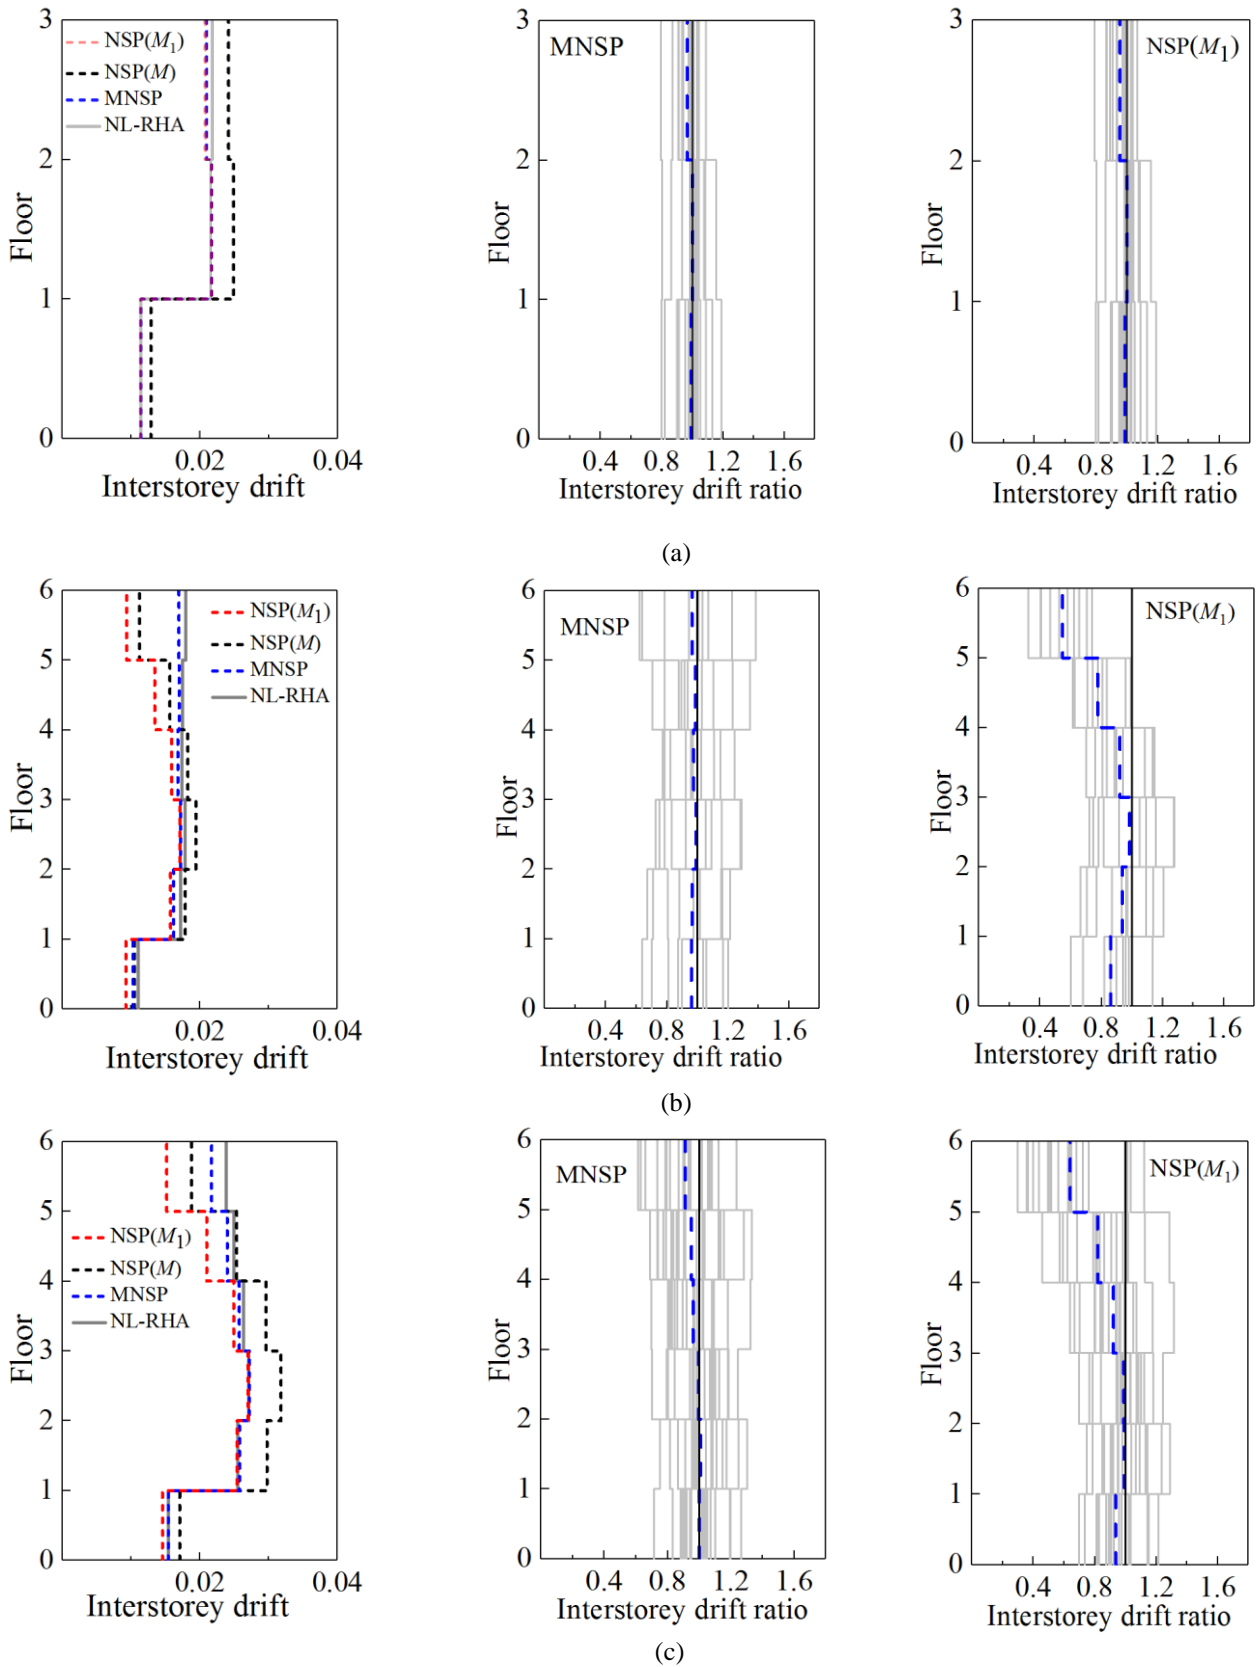 3
2
1
0
Floor
NSP(M1)
NSP(M)
MNSP
NL-RHA
0.02 0.04
Interstorey drift
3
2
1
0
Floor
MNSP
0.4 0.8 1.2 1.6
Interstorey drift ratio
3
2
1
0
Floor
NSP(M1)
0.4 0.8 1.2 1.6
Interstorey drift ratio
(a)
6
5
4
3
2
1
0
Floor
NSP(M1)
NSP(M)
MNSP
NL-RHA
0.02 0.04
Interstorey drift
6
5
4
3
2
1
0
Floor
MNSP
0.4 0.8 1.2 1.6
Interstorey drift ratio
6
5
4
3
2
1
0
Floor
NSP(M1)
0.4 0.8 1.2 1.6
Interstorey drift ratio
(b)
6
5
4
3
2
1
0
Floor
NSP(M1)
NSP(M)
MNSP
NL-RHA
0.02 0.04
Interstorey drift
6
5
4
3
2
1
0
Floor
MNSP
0.4 0.8 1.2 1.6
Interstorey drift ratio
6
5
4
3
2
1
0
Floor
NSP(M1)
0.4 0.8 1.2 1.6
Interstorey drift ratio
(c)